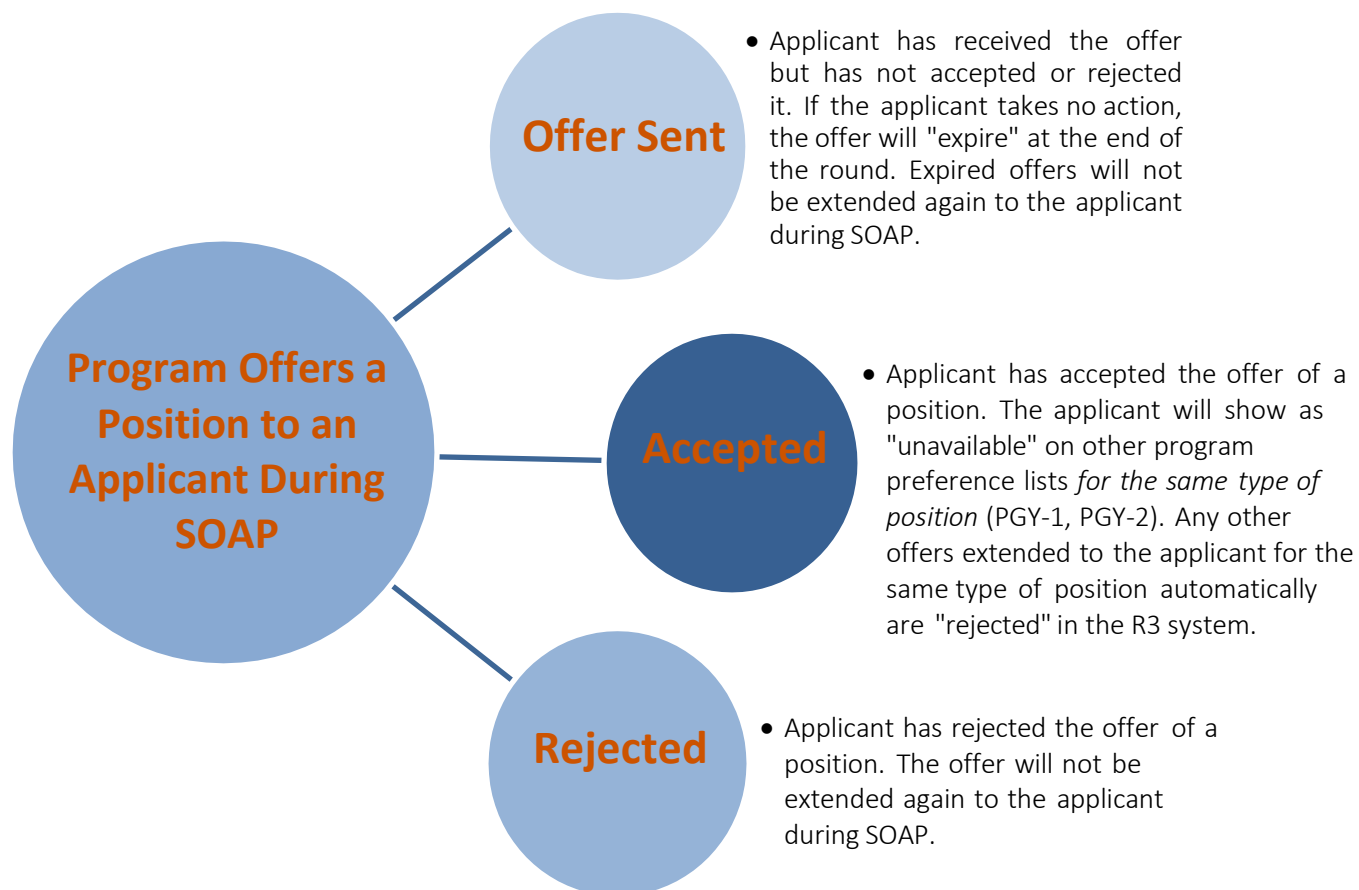 Program Offers a
Position to an
Applicant During
SOAP
Offer Sent
• Applicant has received the offer
but has not accepted or rejected
it. If the applicant takes no action,
the offer will "expire" at the end of
the round. Expired offers will not
be extended again to the applicant
during SOAP.
Accepted
• Applicant has accepted the offer of a
position. The applicant will show as
"unavailable" on other program
preference lists for the same type of
position (PGY-1, PGY-2). Any other
offers extended to the applicant for the
same type of position automatically
are "rejected" in the R3 system.
Rejected
• Applicant has rejected the offer of a
position. The offer will not be
extended again to the applicant
during SOAP.